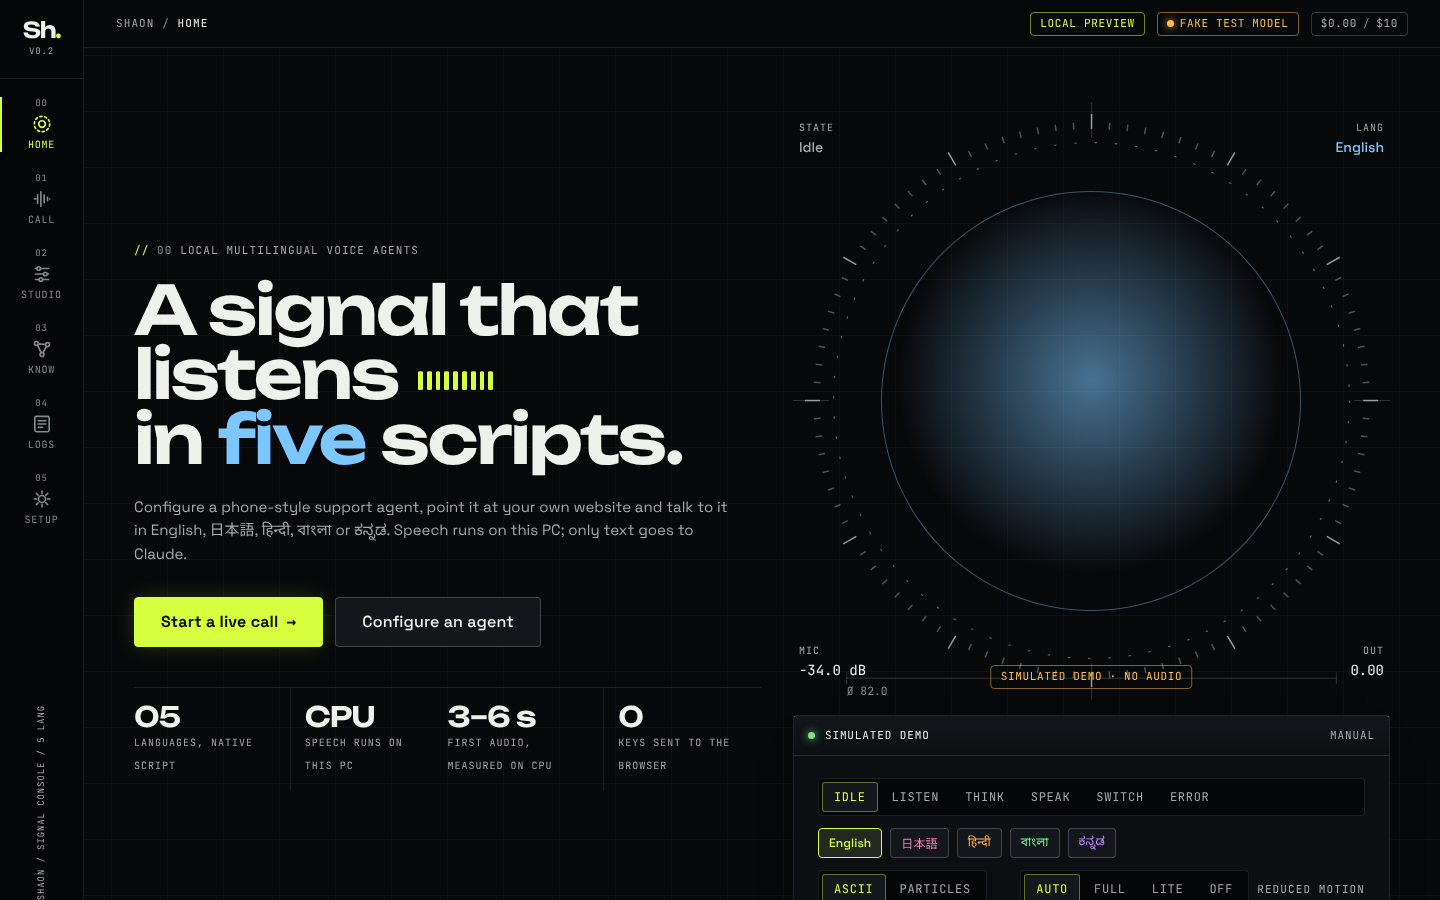 Sh.
V0.2
00
HOME
01
CALL
02
STUDIO
03
KNOW
04
LOGS
05
SETUP
SHAON / SIGNAL CONSOLE / 5 LANG
SHAON / HOME
LOCAL PREVIEW
FAKE TEST MODEL
$0.00 / $10
// 00 LOCAL MULTILINGUAL VOICE AGENTS
A signal that
listens
in five scripts.
Configure a phone-style support agent, point it at your own website and talk to it
in English, 日本語, हिन्दी, বাংলা or ಕನ್ನಡ. Speech runs on this PC; only text goes to
Claude.
Start a live call →
Configure an agent
05
LANGUAGES, NATIVE
SCRIPT
CPU
SPEECH RUNS ON
THIS PC
3–6 s
FIRST AUDIO,
MEASURED ON CPU
0
KEYS SENT TO THE
BROWSER
STATE
Idle
LANG
English
MIC
-34.0 dB
OUT
0.00
SIMULATED DEMO · NO AUDIO
Ø 82.0
SIMULATED DEMO
MANUAL
IDLE LISTEN THINK SPEAK SWITCH ERROR
English 日本語 हिन्दी বাংলা ಕನ್ನಡ
ASCII PARTICLES AUTO FULL LITE OFF REDUCED MOTION